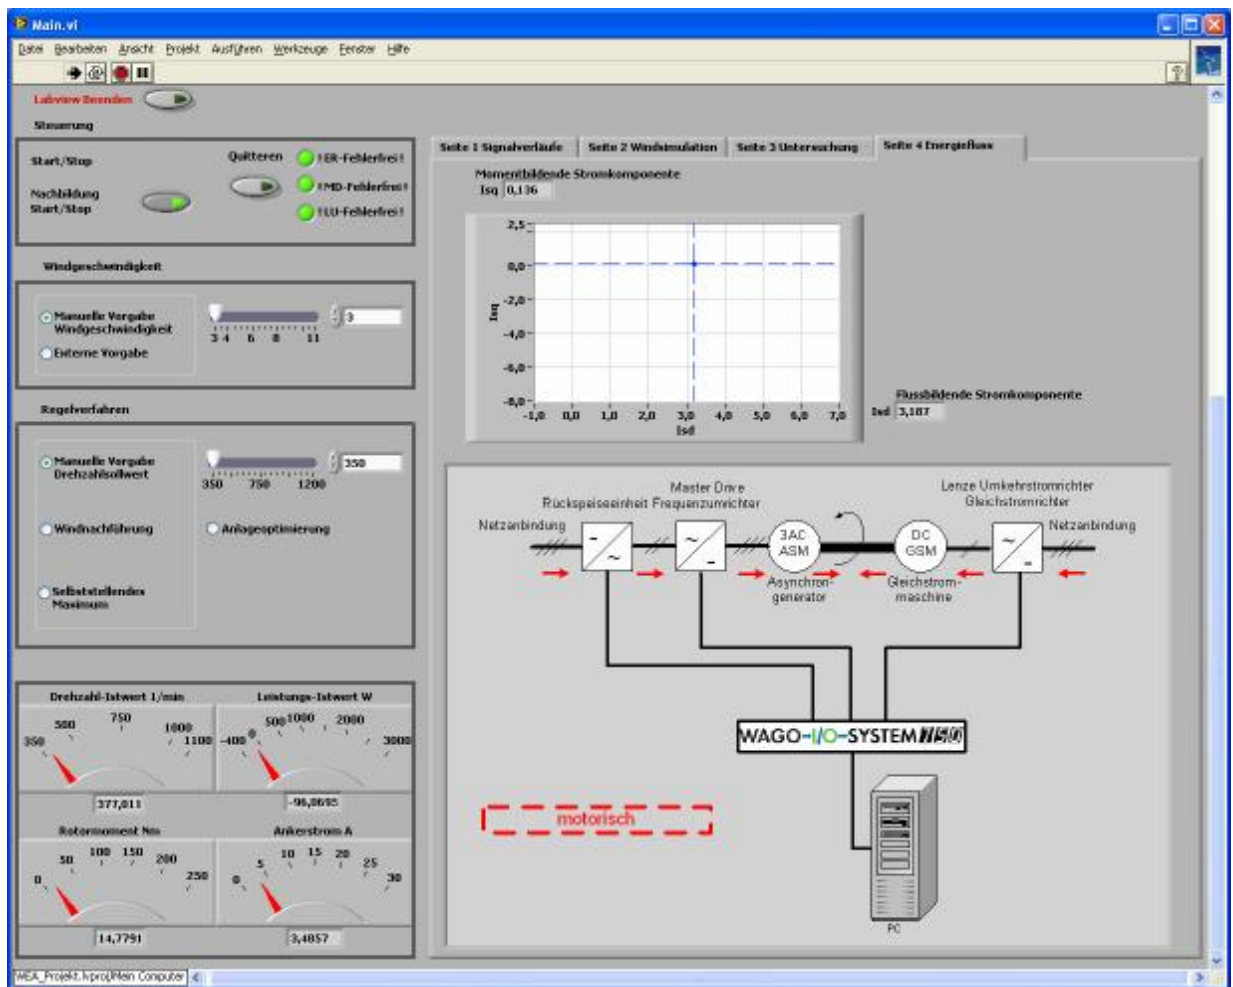 Main.vi
Datei Bearbeiten Ansicht Projekt Ausführen Werkzeuge Fenster Hilfe
Labview Beenden
Steuerung
Start/Stop
Quitteren
!ER-Fehlerfrei!
Nachbildung
Start/Stop
!MD-Fehlerfrei!
!LU-Fehlerfrei!
Windgeschwindigkeit
Manuelle Vorgabe
Windgeschwindigkeit
3
3 4 6 8 11
Externe Vorgabe
Regelverfahren
Manuelle Vorgabe
Drehzahlsollwert
350
350 750 1200
Windnachführung
Anlageoptimierung
Selbststellendes
Maximum
Drehzahl-Istwert 1/min
350 500 750 1000 1100
377,011
Leistungs-Istwert W
-400 0 500 1000 2000 3000
-96,8695
Rotormoment Nm
0 50 100 150 200 250
14,7791
Ankerstrom A
0 5 10 15 20 25 30
3,4857
Seite 1 Signalverläufe
Seite 2 Windsimulation
Seite 3 Untersuchung
Seite 4 Energiefluss
Momentbildende Stromkomponente
Isq 0,136
2,5
0,0
-2,0
-4,0
-6,0
-8,0
Isq
-1,0 0,0 1,0 2,0 3,0 4,0 5,0 6,0 7,0
Isd
Flussbildende Stromkomponente
Isd 3,187
Master Drive
Rückspeiseeinheit Frequenzumrichter
Lenze Umkehrstromrichter
Gleichstromrichter
Netzanbindung
- ~
~ -
3AC
ASM
DC
GSM
~ -
Netzanbindung
Asynchron-
generator
Gleichstrom-
maschine
WAGO-I/O-SYSTEM 750
motorisch
PC
WEA_Projekt.lvproj/Mein Computer